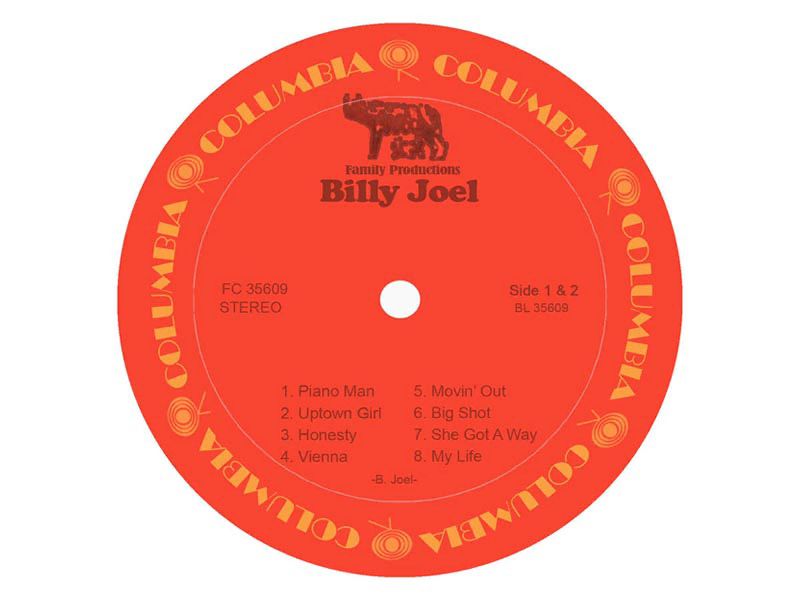 COLUMBIA COLUMBIA COLUMBIA COLUMBIA COLUMBIA COLUMBIA COLUMBIA
Family Productions
Billy Joel
FC 35609
STEREO
Side 1 & 2
BL 35609
1. Piano Man
2. Uptown Girl
3. Honesty
4. Vienna
5. Movin' Out
6. Big Shot
7. She Got A Way
8. My Life
-B. Joel-